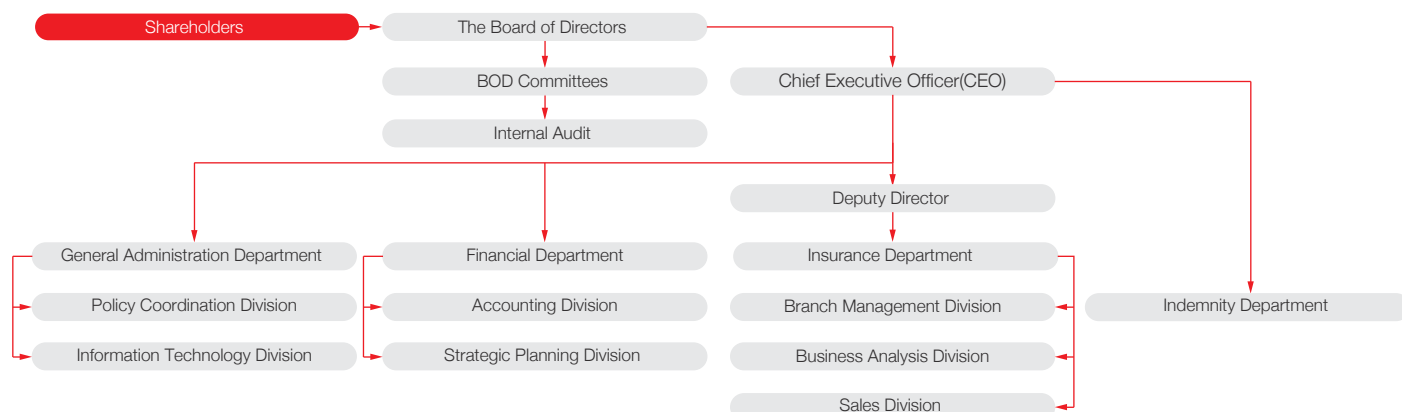 Shareholders
The Board of Directors
BOD Committees
Chief Executive Officer(CEO)
Internal Audit
Deputy Director
General Administration Department
Financial Department
Insurance Department
Policy Coordination Division
Accounting Division
Branch Management Division
Indemnity Department
Information Technology Division
Strategic Planning Division
Business Analysis Division
Sales Division